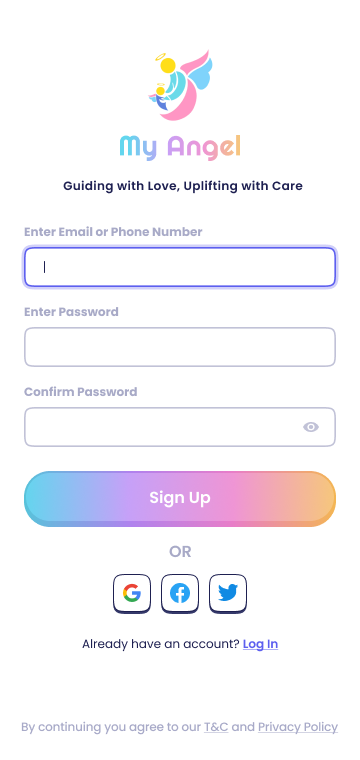 My Angel
Guiding with Love, Uplifting with Care
Enter Email or Phone Number
Enter Password
Confirm Password
Sign Up
OR
Already have an account? Log In
By continuing you agree to our T&C and Privacy Policy